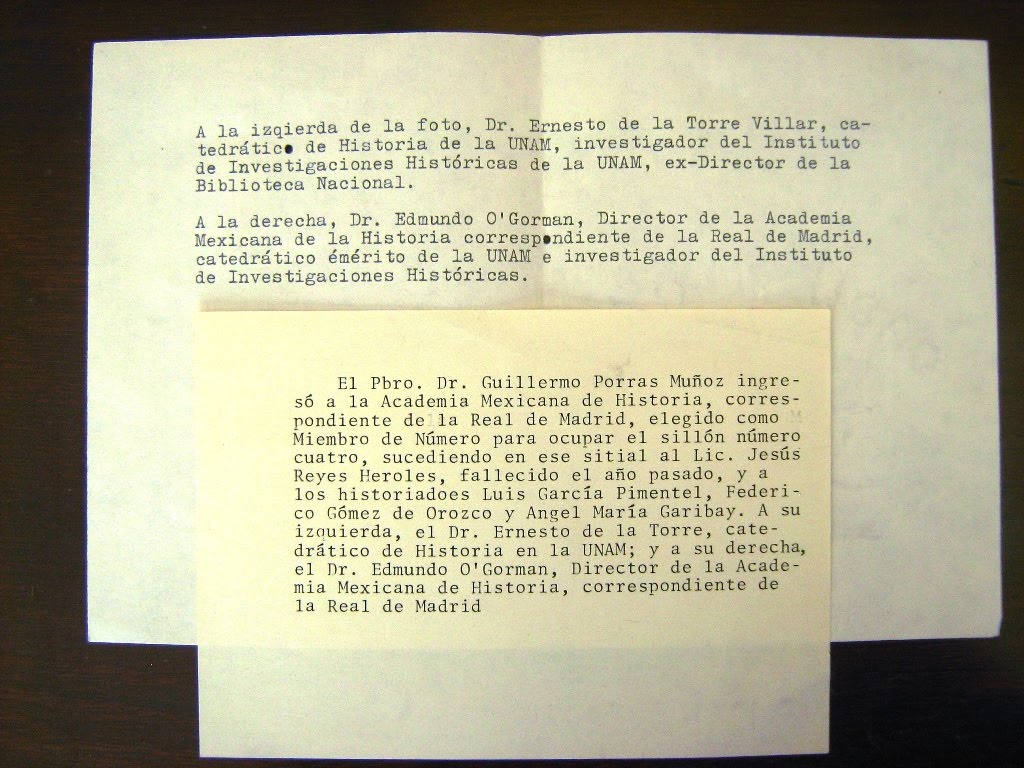 A la izqierda de la foto, Dr. Ernesto de la Torre Villar, ca-
tedrático de Historia de la UNAM, investigador del Instituto
de Investigaciones Históricas de la UNAM, ex-Director de la
Biblioteca Nacional.
A la derecha, Dr. Edmundo O'Gorman, Director de la Academia
Mexicana de la Historia correspondiente de la Real de Madrid,
catedrático émérito de la UNAM e investigador del Instituto
de Investigaciones Históricas.
El Pbro. Dr. Guillermo Porras Muñoz ingre-
só a la Academia Mexicana de Historia, corres-
pondiente de la Real de Madrid, elegido como
Miembro de Número para ocupar el sillón número
cuatro, sucediendo en ese sitial al Lic. Jesús
Reyes Heroles, fallecido el año pasado, y a
los historiadoes Luis García Pimentel, Federi-
co Gómez de Orozco y Angel María Garibay. A su
izquierda, el Dr. Ernesto de la Torre, cate-
drático de Historia en la UNAM; y a su derecha,
el Dr. Edmundo O'Gorman, Director de la Acade-
mia Mexicana de Historia, correspondiente de
la Real de Madrid